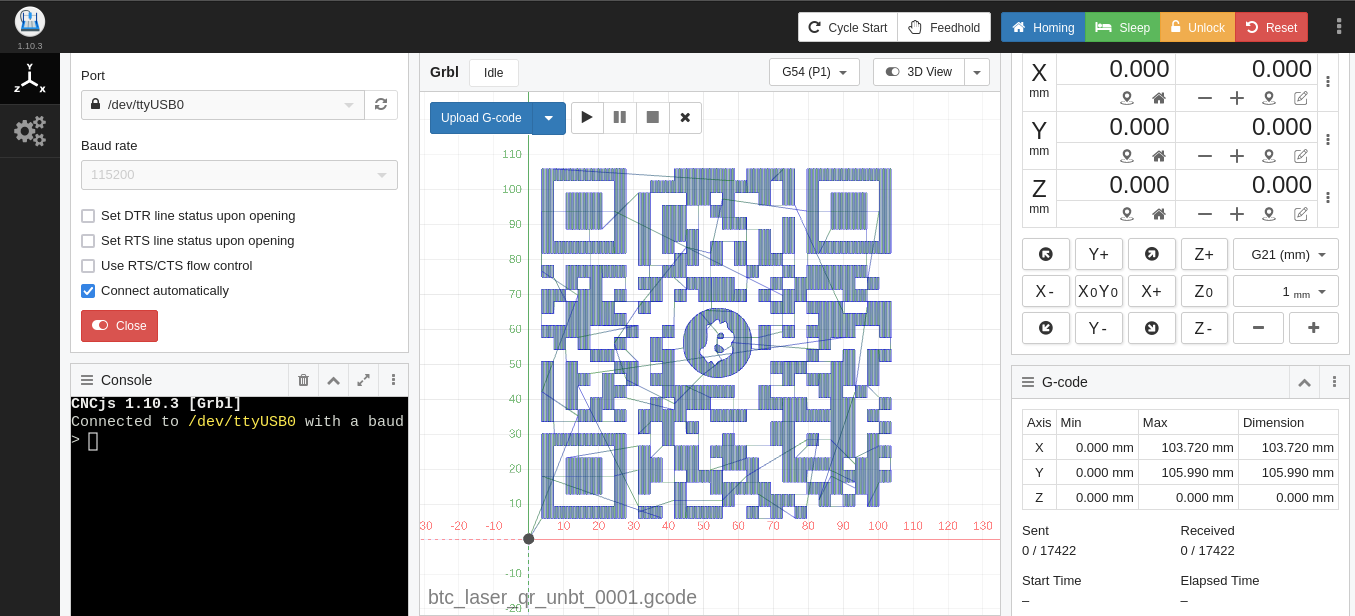 1.10.3
Cycle Start
Feedhold
Homing
Sleep
Unlock
Reset
Y
Z
X
Port
/dev/ttyUSB0
Baud rate
115200
Set DTR line status upon opening
Set RTS line status upon opening
Use RTS/CTS flow control
Connect automatically
Close
Console
CNCjs 1.10.3 [Grbl]
Connected to /dev/ttyUSB0 with a baud
>
Grbl
Idle
G54 (P1)
3D View
Upload G-code
110
100
90
80
70
60
50
40
30
20
10
30 -20 -10 10 20 30 40 50 60 70 80 90 100 110 120 130
-10
-20
btc_laser_qr_unbt_0001.gcode
X 0.000 0.000
mm
Y 0.000 0.000
mm
Z 0.000 0.000
mm
Y+ Z+ G21 (mm)
X- X0Y0 X+ Z0 1 mm
Y- Z-
G-code
Axis Min Max Dimension
X 0.000 mm 103.720 mm 103.720 mm
Y 0.000 mm 105.990 mm 105.990 mm
Z 0.000 mm 0.000 mm 0.000 mm
Sent Received
0 / 17422 0 / 17422
Start Time Elapsed Time
– –